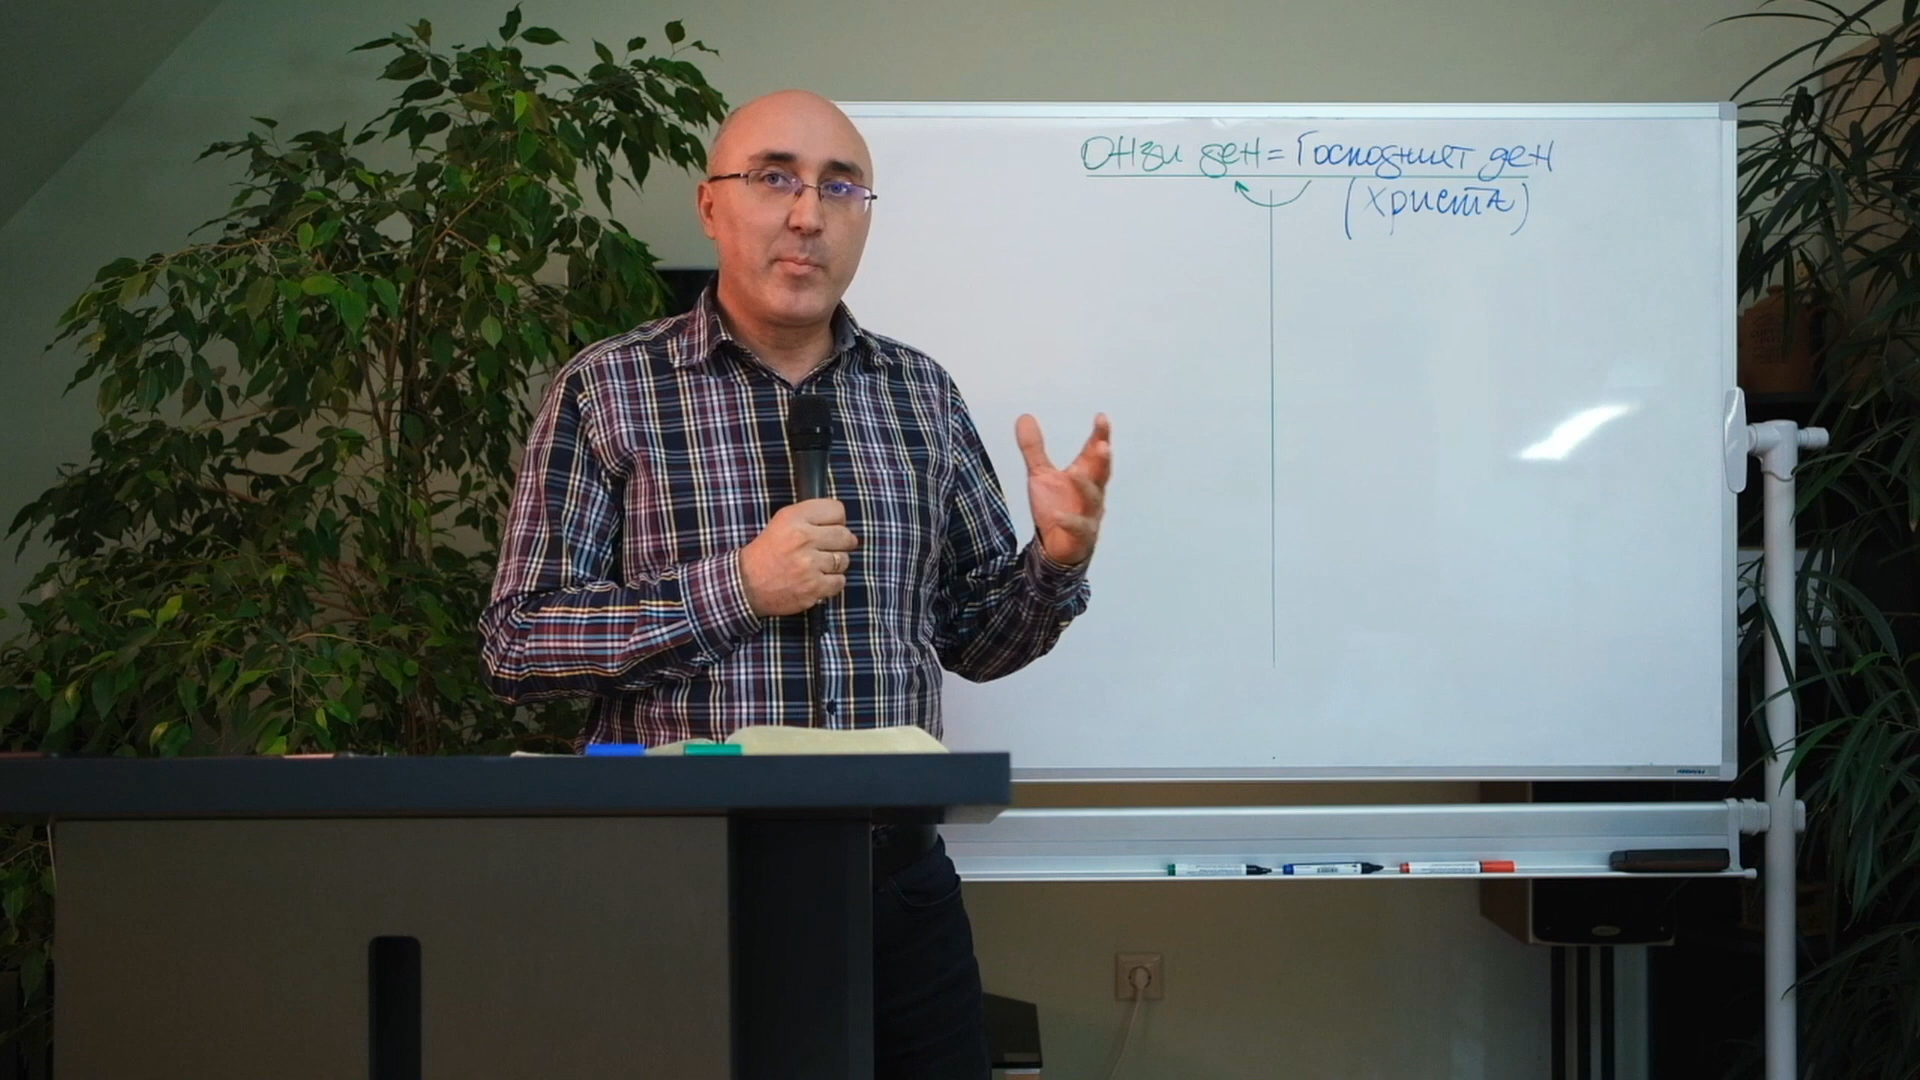 Онзи ден = Господният ден
(Христа)